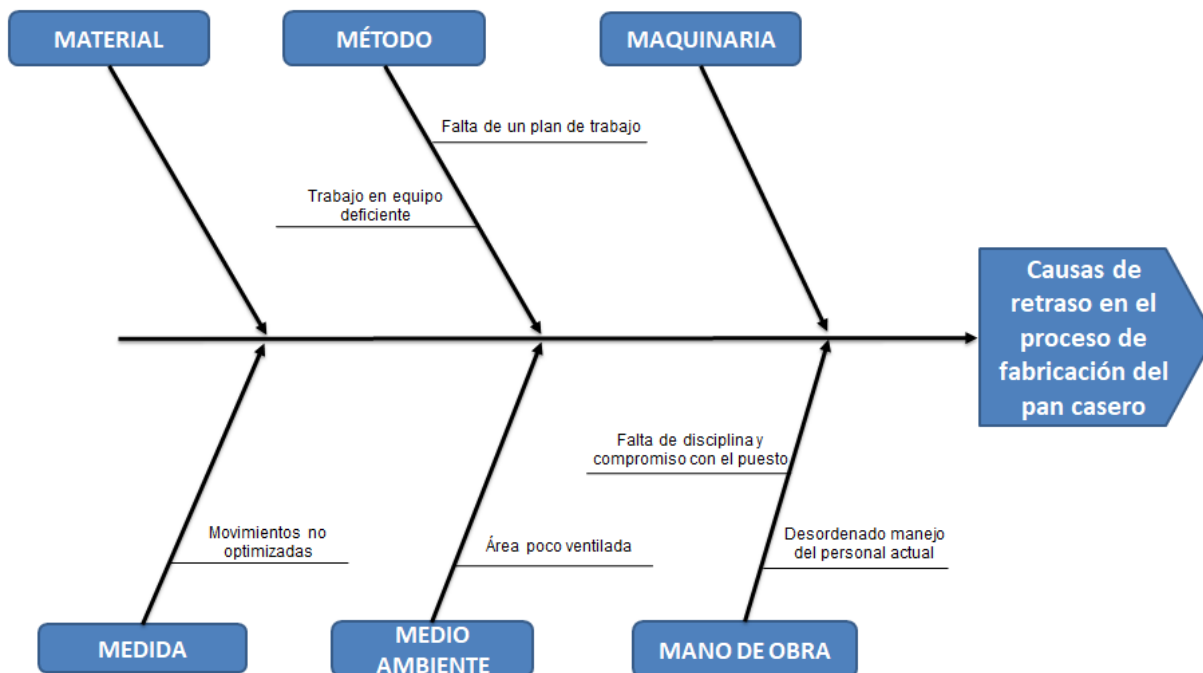 MATERIAL
MÉTODO
MAQUINARIA
Falta de un plan de trabajo
Trabajo en equipo
deficiente
Causas de
retraso en el
proceso de
fabricación del
pan casero
Falta de disciplina y
compromiso con el puesto
Movimientos no
optimizadas
Área poco ventilada
Desordenado manejo
del personal actual
MEDIDA
MEDIO
AMBIENTE
MANO DE OBRA